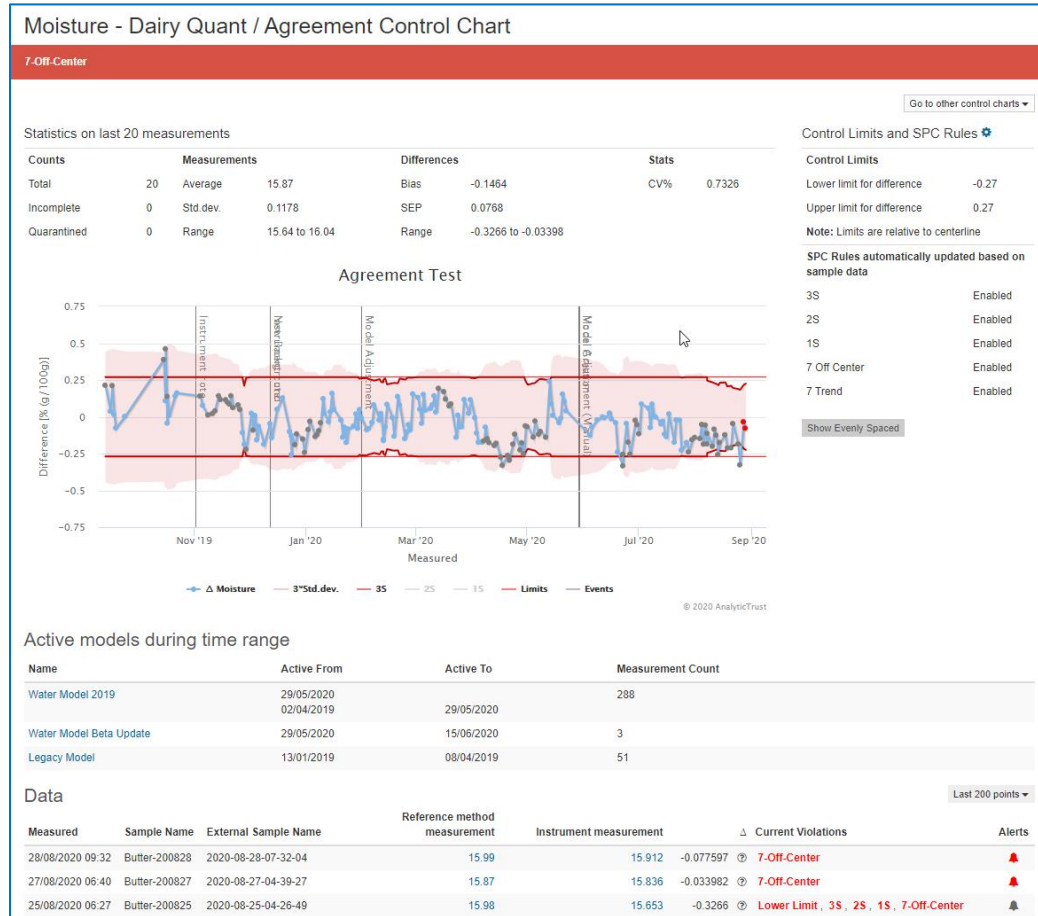 Moisture - Dairy Quant / Agreement Control Chart
7-Off-Center
Go to other control charts
Statistics on last 20 measurements
Control Limits and SPC Rules
Counts Measurements Differences Stats
Total 20 Average 15.87 Bias -0.1464 CV% 0.7326
Incomplete 0 Std.dev. 0.1178 SEP 0.0768
Quarantined 0 Range 15.64 to 16.04 Range -0.3266 to -0.03398
Control Limits
Lower limit for difference -0.27
Upper limit for difference 0.27
Note: Limits are relative to centerline
SPC Rules automatically updated based on
sample data
3S Enabled
2S Enabled
1S Enabled
7 Off Center Enabled
7 Trend Enabled
Show Evenly Spaced
Agreement Test
0.75
0.5
0.25
0
-0.25
-0.5
-0.75
Difference [% (g / 100g)]
Instrument
Model Adjustment
Model Adjustment (Manual)
Nov '19 Jan '20 Mar '20 May '20 Jul '20 Sep '20
Measured
Δ Moisture 3*Std.dev. 3S 2S 1S Limits Events
© 2020 AnalyticTrust
Active models during time range
Name Active From Active To Measurement Count
Water Model 2019 29/05/2020 288
02/04/2019 29/05/2020
Water Model Beta Update 29/05/2020 15/06/2020 3
Legacy Model 13/01/2019 08/04/2019 51
Data
Last 200 points
Measured Sample Name External Sample Name Reference method measurement Instrument measurement Δ Current Violations Alerts
28/08/2020 09:32 Butter-200828 2020-08-28-07-32-04 15.99 15.912 -0.077597 7-Off-Center
27/08/2020 06:40 Butter-200827 2020-08-27-04-39-27 15.87 15.836 -0.033982 7-Off-Center
25/08/2020 06:27 Butter-200825 2020-08-25-04-26-49 15.98 15.653 -0.3266 Lower Limit , 3S , 2S , 1S , 7-Off-Center